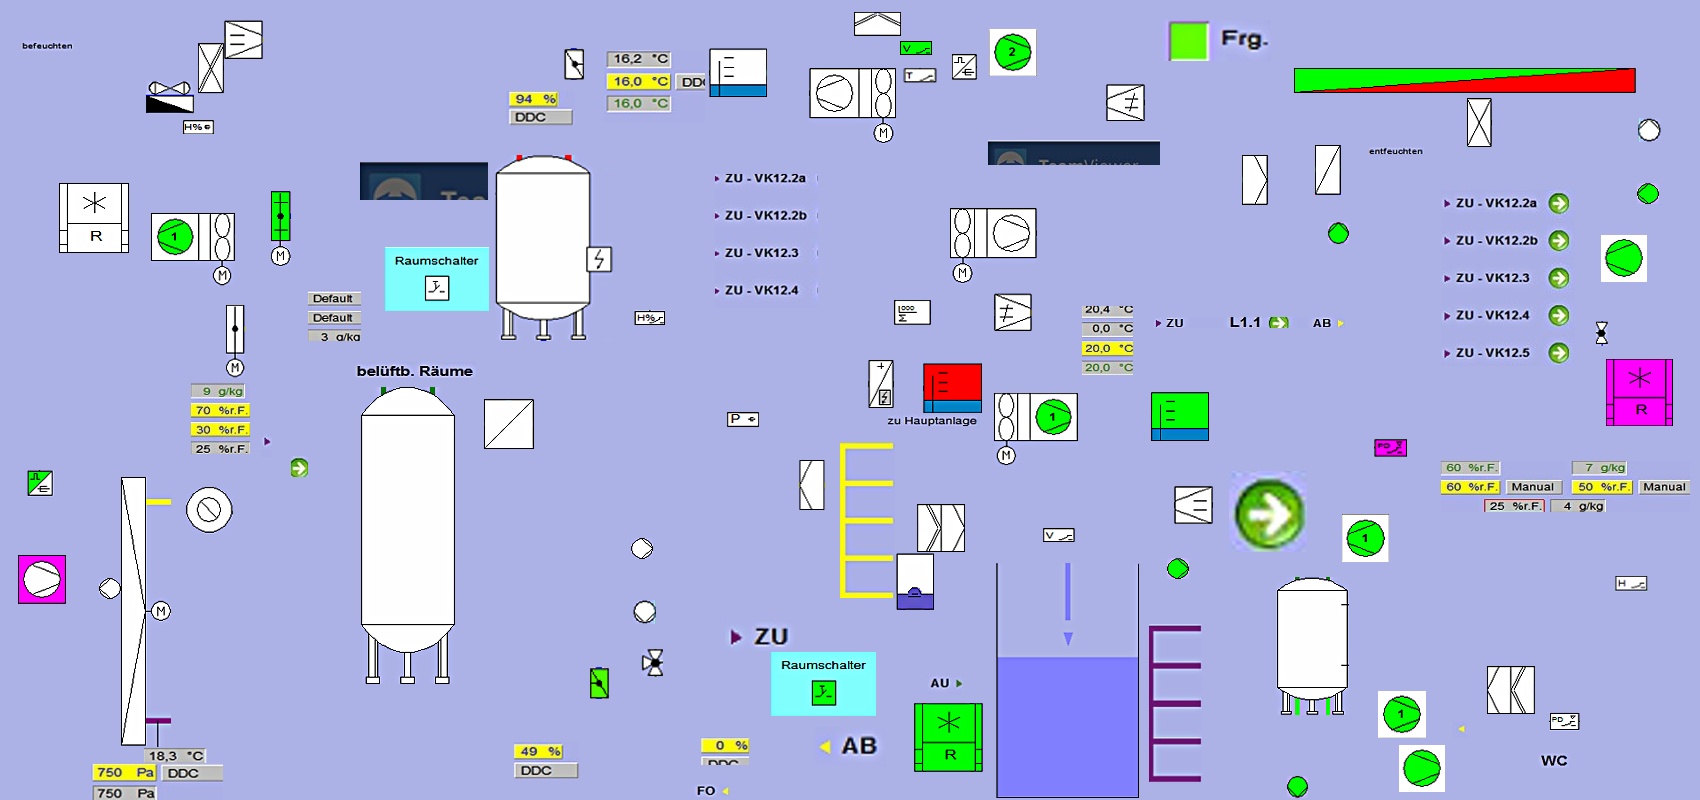 Frg.
befeuchten
16,2 °C
16,0 °C
16,0 °C
94 %
DDC
V
T
2
M
H%
entfeuchten
TeamViewer
ZU - VK12.2a
ZU - VK12.2b
ZU - VK12.3
ZU - VK12.4
ZU - VK12.2a
ZU - VK12.2b
ZU - VK12.3
ZU - VK12.4
ZU - VK12.5
R
1
M
M
M
Raumschalter
Default
Default
3 g/kg
H%
1000
Σ
20,4 °C
0,0 °C
20,0 °C
20,0 °C
ZU
L1.1
AB
M
belüftb. Räume
9 g/kg
70 %r.F.
30 %r.F.
25 %r.F.
P
zu Hauptanlage
1
M
R
PD
60 %r.F.
7 g/kg
60 %r.F.
Manual
50 %r.F.
Manual
25 %r.F.
4 g/kg
V
1
H
M
ZU
Raumschalter
AU
AB
R
1
PD
WC
18,3 °C
750 Pa
DDC
750 Pa
49 %
DDC
0 %
DDC
FO